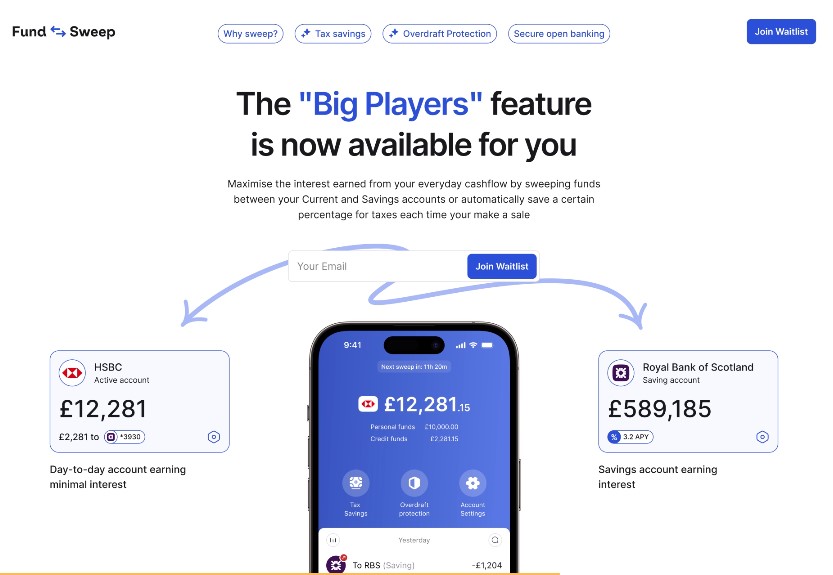 Fund Sweep
Why sweep?
Tax savings
Overdraft Protection
Secure open banking
Join Waitlist
The "Big Players" feature
is now available for you
Maximise the interest earned from your everyday cashflow by sweeping funds
between your Current and Savings accounts or automatically save a certain
percentage for taxes each time your make a sale
Your Email
Join Waitlist
HSBC
Active account
£12,281
£2,281 to *3930
Day-to-day account earning
minimal interest
9:41
Next sweep in: 11h 20m
£12,281.15
Personal funds £10,000.00
Credit funds £2.281.15
Tax
Savings
Overdraft
protection
Account
Settings
Yesterday
To RBS (Saving) -£1,204
Royal Bank of Scotland
Saving account
£589,185
% 3.2 APY
Savings account earning
interest